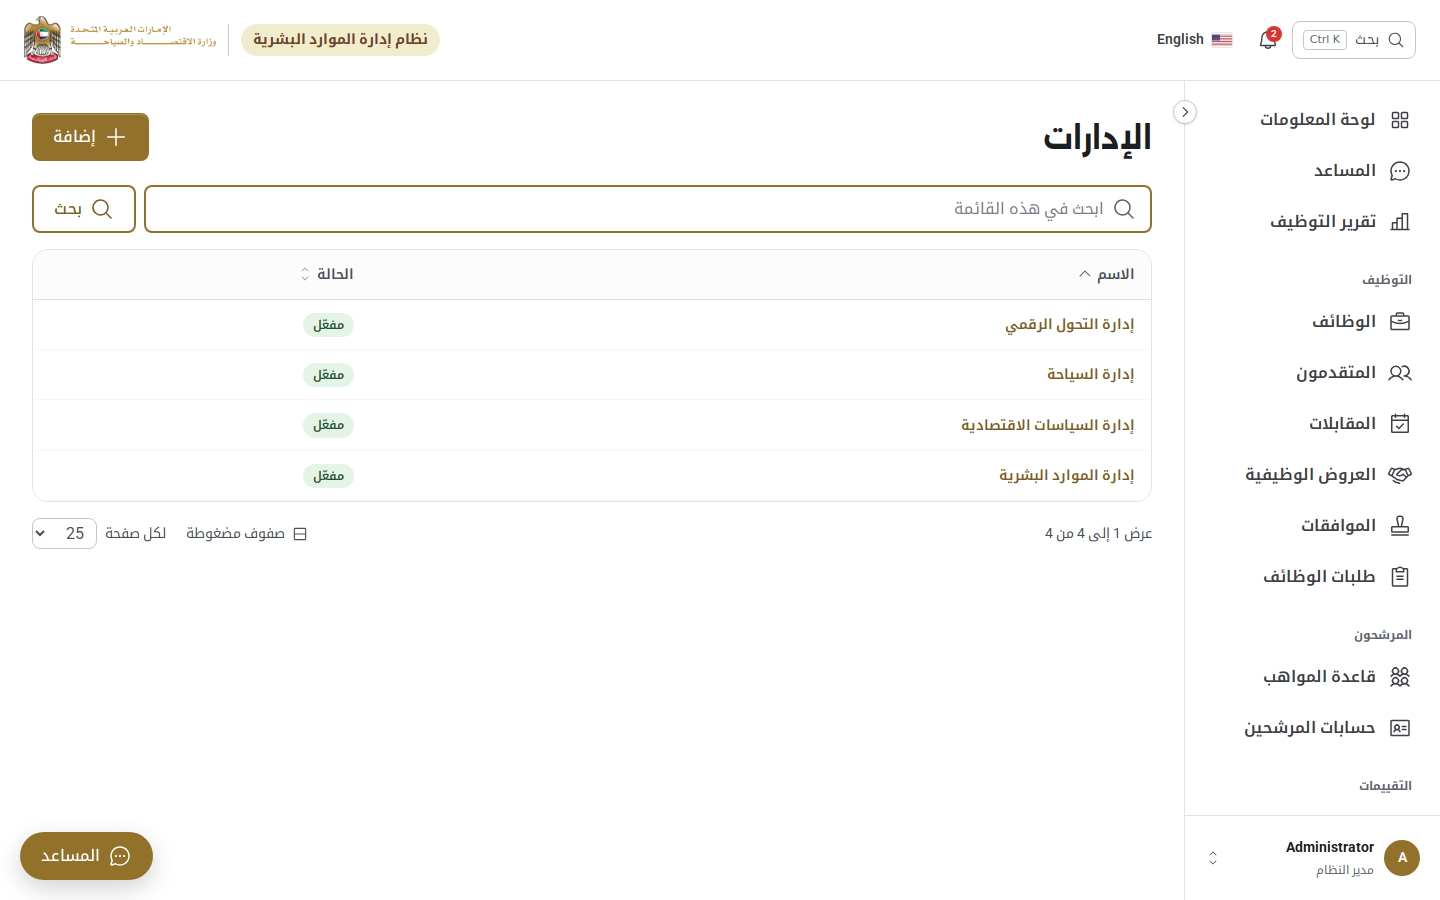 الإمارات العربية المتحدة
وزارة الاقتصاد والسياحة
نظام إدارة الموارد البشرية
English
2
بحث
Ctrl K
لوحة المعلومات
المساعد
تقرير التوظيف
التوظيف
الوظائف
المتقدمون
المقابلات
العروض الوظيفية
الموافقات
طلبات الوظائف
المرشحون
قاعدة المواهب
حسابات المرشحين
التقييمات
A
Administrator
مدير النظام
الإدارات
إضافة
ابحث في هذه القائمة
بحث
الاسم الحالة
إدارة التحول الرقمي مفعّل
إدارة السياحة مفعّل
إدارة السياسات الاقتصادية مفعّل
إدارة الموارد البشرية مفعّل
عرض 1 إلى 4 من 4
صفوف مضغوطة
لكل صفحة
25
المساعد